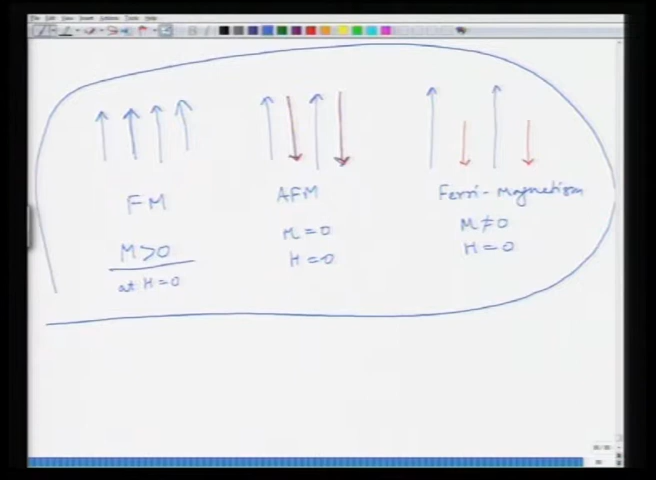 FM
AFM
Ferri-Magnetism
M>0
at H=0
M=0
H=0
M≠0
H=0